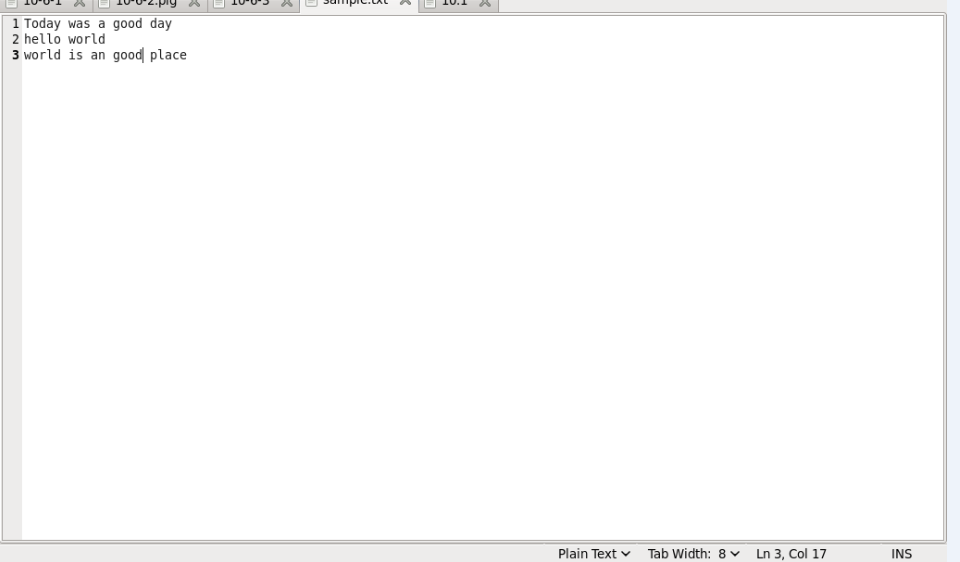 10-6-1 10-6-2.pig 10-6-3 sample.txt 10.1
1 Today was a good day
2 hello world
3 world is an good place
Plain Text Tab Width: 8 Ln 3, Col 17 INS